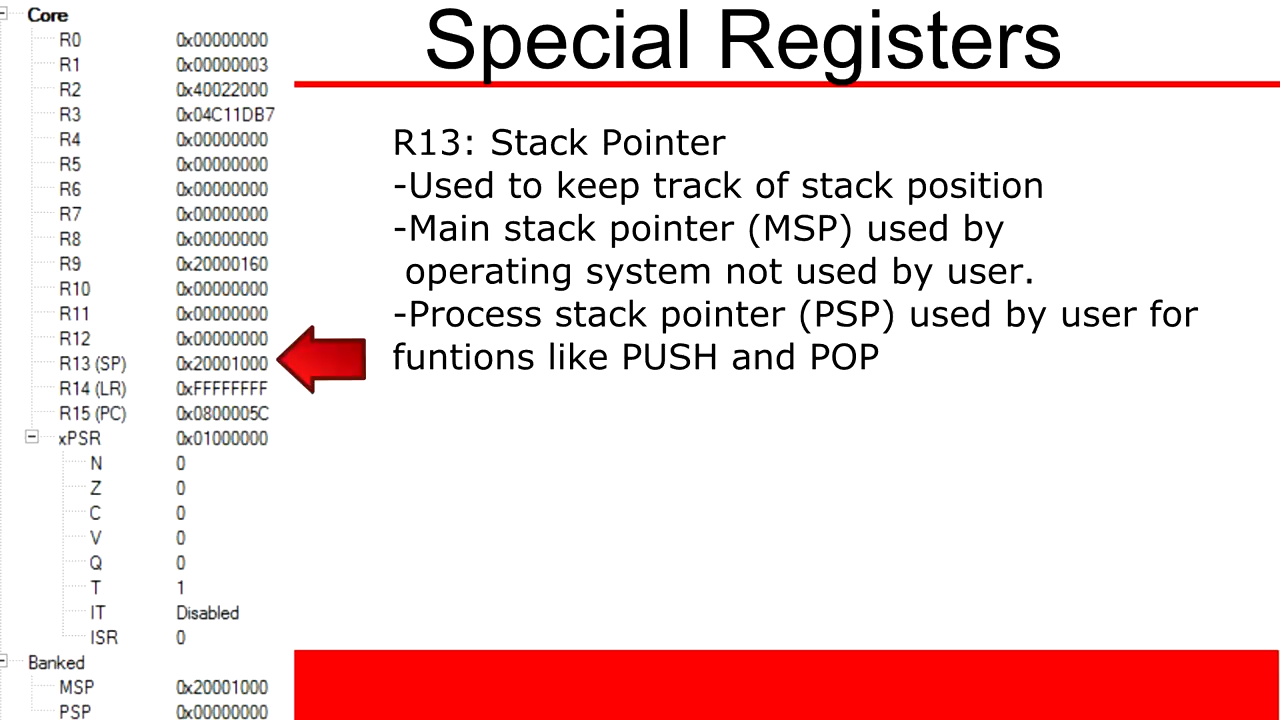 Core
R0 0x00000000
R1 0x00000003
R2 0x40022000
R3 0x04C11DB7
R4 0x00000000
R5 0x00000000
R6 0x00000000
R7 0x00000000
R8 0x00000000
R9 0x20000160
R10 0x00000000
R11 0x00000000
R12 0x00000000
R13 (SP) 0x20001000
R14 (LR) 0xFFFFFFFF
R15 (PC) 0x0800005C
xPSR 0x01000000
N 0
Z 0
C 0
V 0
Q 0
T 1
IT Disabled
ISR 0
Banked
MSP 0x20001000
PSP 0x00000000
Special Registers
R13: Stack Pointer
-Used to keep track of stack position
-Main stack pointer (MSP) used by
operating system not used by user.
-Process stack pointer (PSP) used by user for
funtions like PUSH and POP